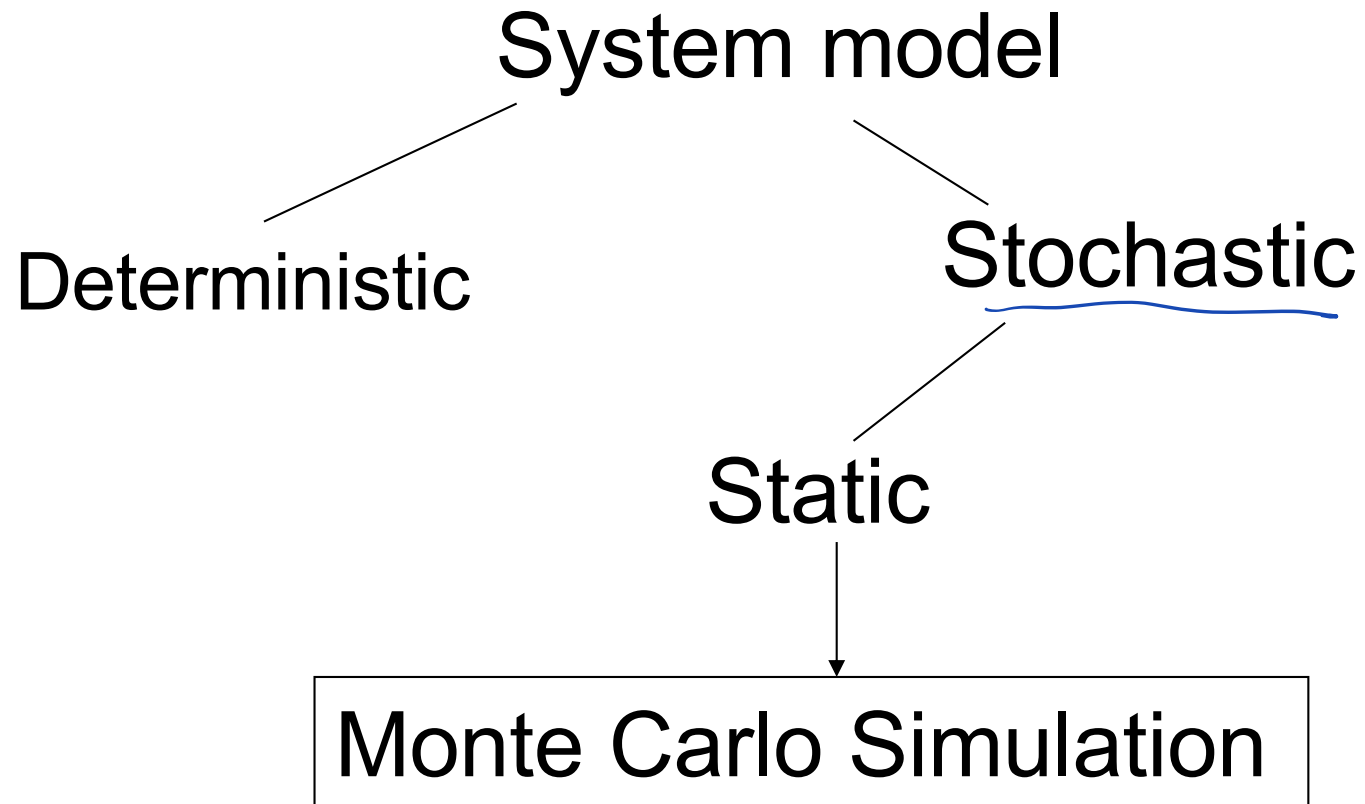 System model
Deterministic
Stochastic
Static
Monte Carlo Simulation